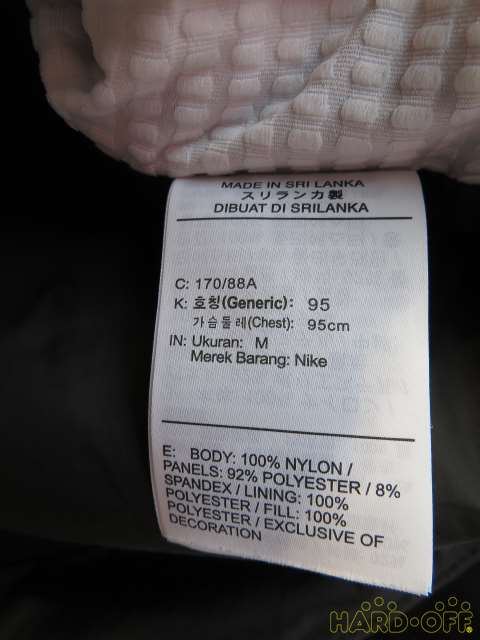 MADE IN SRI LANKA
スリランカ製
DIBUAT DI SRILANKA
C: 170/88A
K: 호칭(Generic): 95
가슴둘레(Chest): 95cm
IN: Ukuran: M
Merek Barang: Nike
E: BODY: 100% NYLON /
PANELS: 92% POLYESTER / 8%
SPANDEX / LINING: 100%
POLYESTER / FILL: 100%
POLYESTER / EXCLUSIVE OF
DECORATION
HARD・OFF